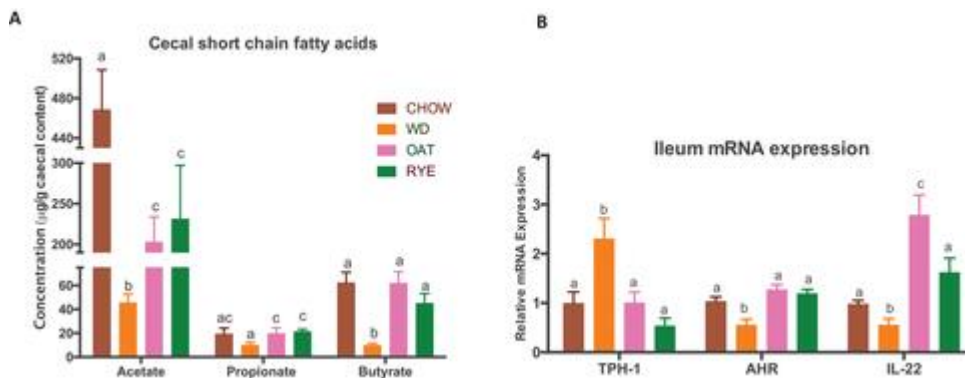 A
Cecal short chain fatty acids
Concentration (µg/g caecal content)
520
480
440
300
250
200
60
40
20
0
a
b
c
c
ac
a
c
c
a
b
a
a
Acetate
Propionate
Butyrate
CHOW
WD
OAT
RYE
B
Ileum mRNA expression
Relative mRNA Expression
4
3
2
1
0
a
b
a
a
a
b
a
a
a
b
c
a
TPH-1
AHR
IL-22